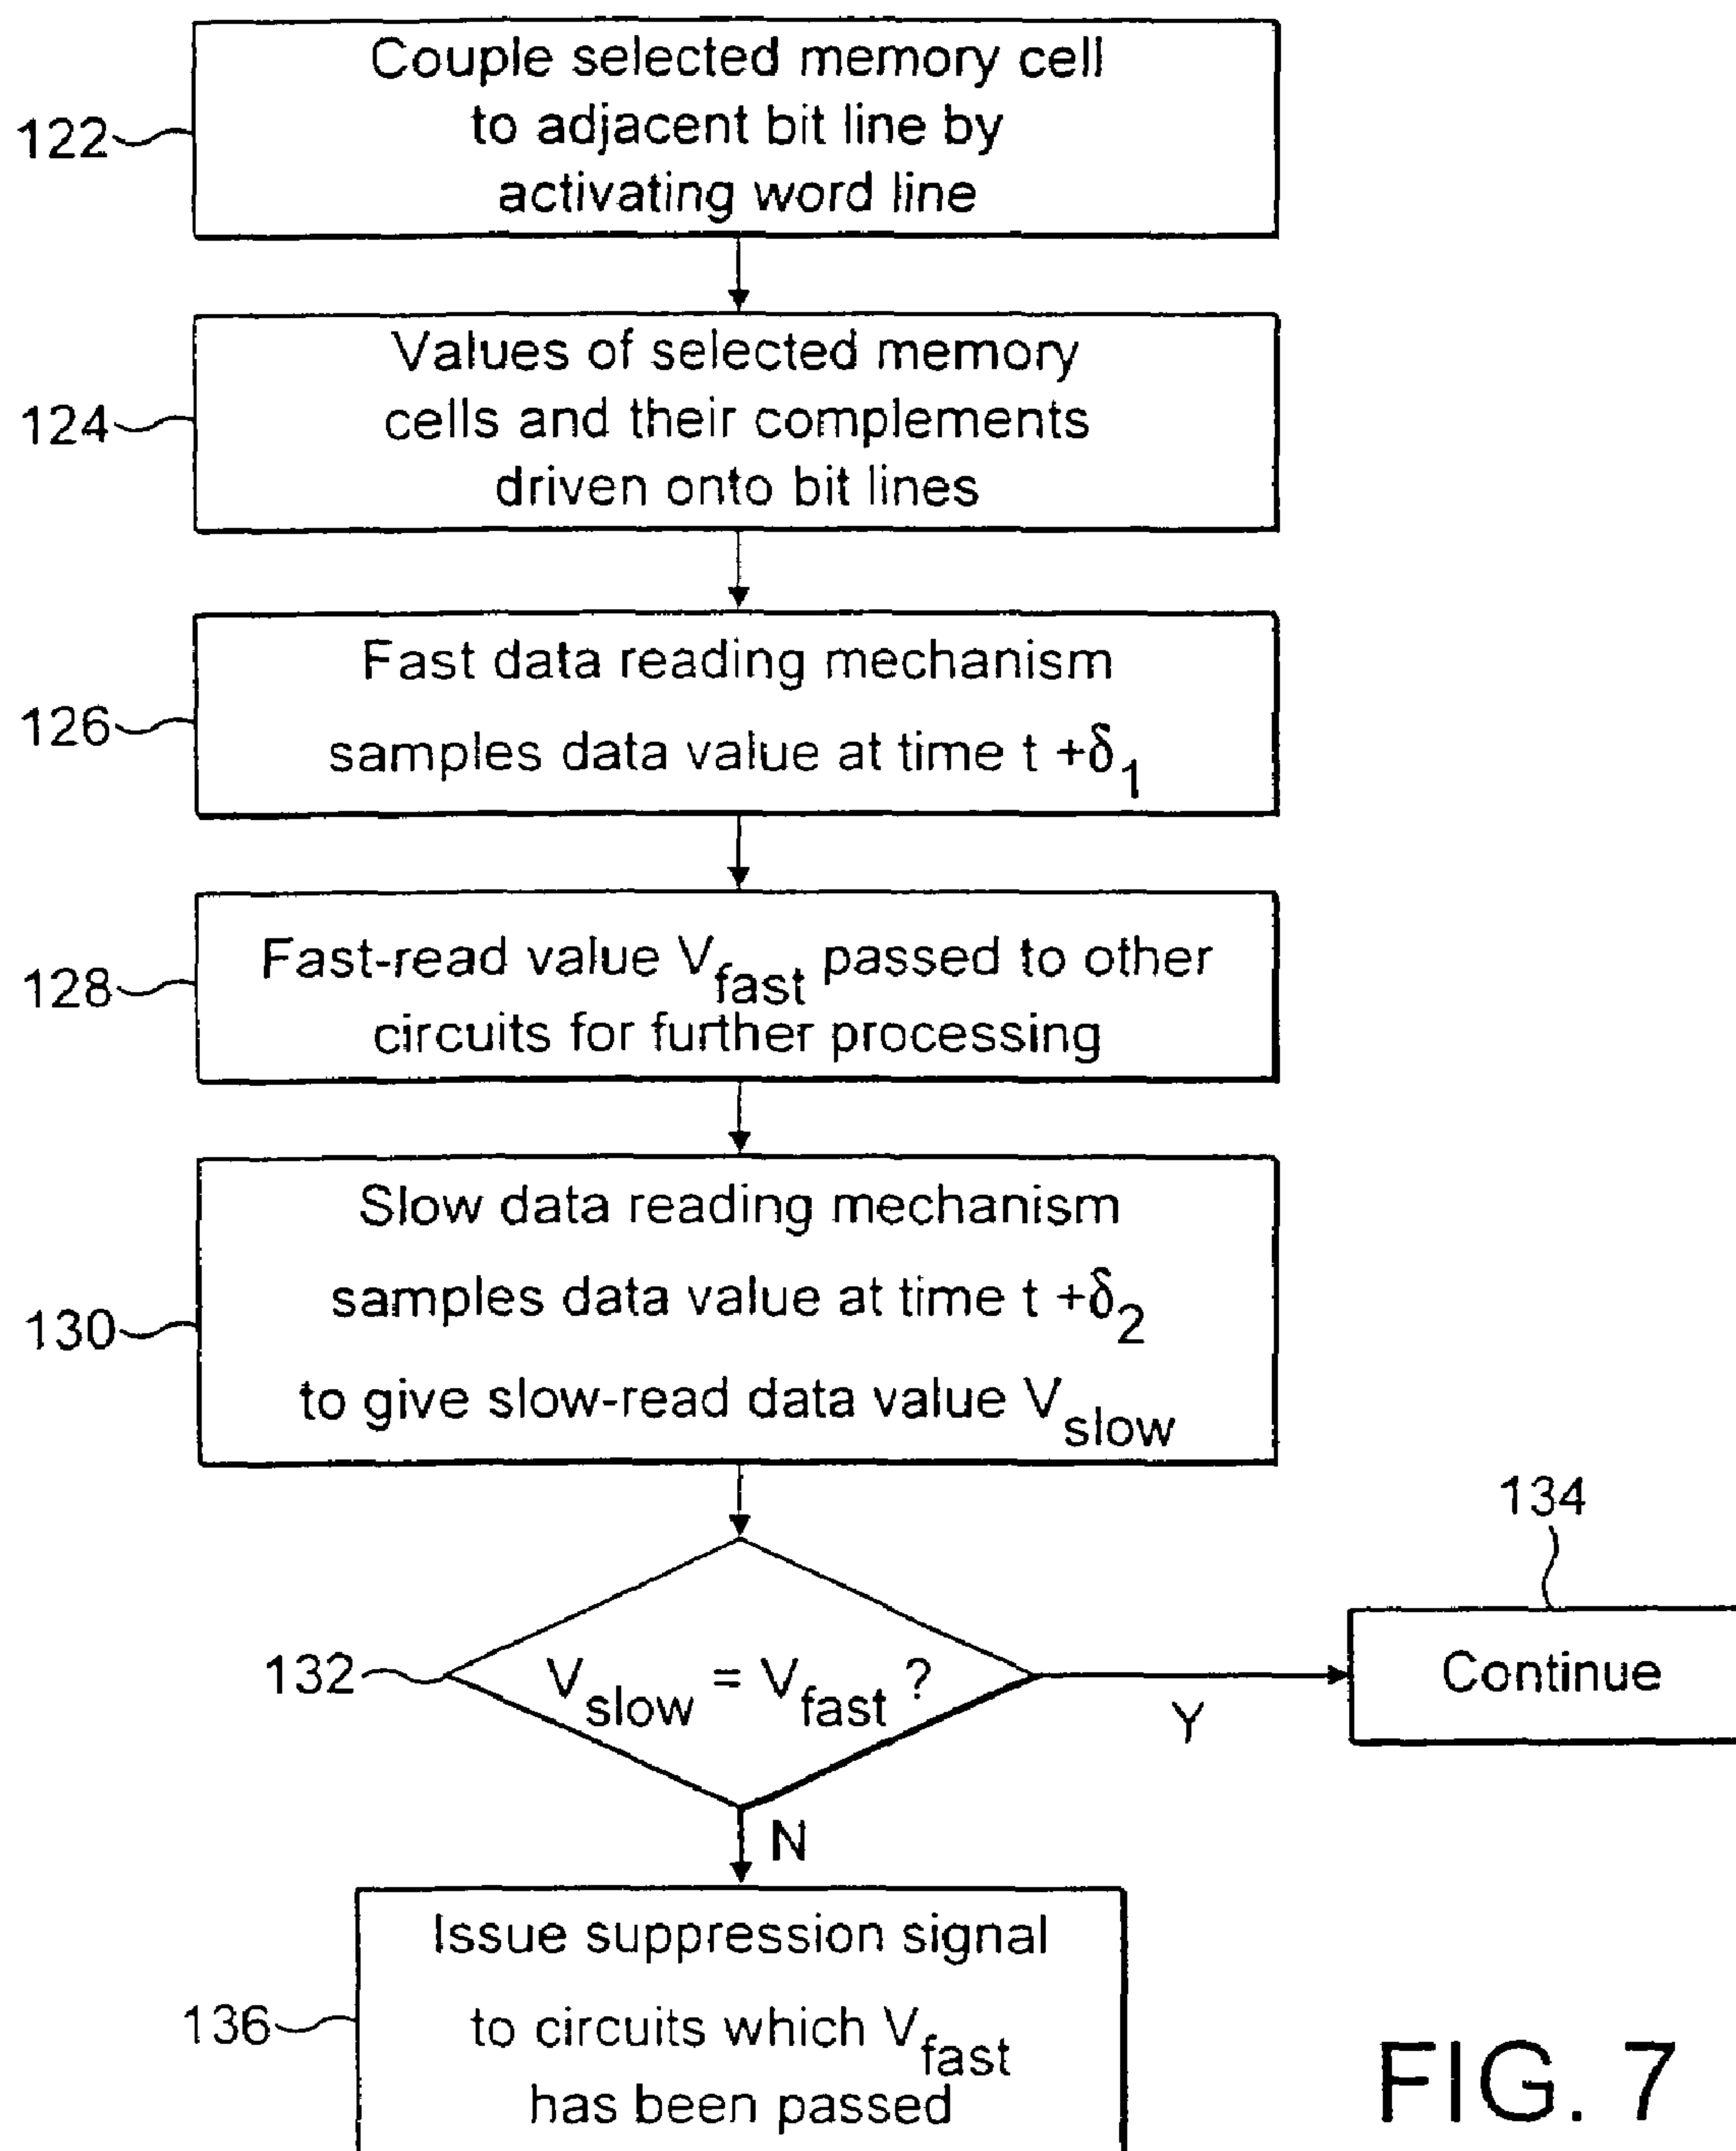 Couple selected memory cell
to adjacent bit line by
activating word line
122
Values of selected memory
cells and their complements
driven onto bit lines
124
Fast data reading mechanism
samples data value at time t +δ1
126
Fast-read value Vfast passed to other
circuits for further processing
128
Slow data reading mechanism
samples data value at time t +δ2
to give slow-read data value Vslow
130
134
132
Vslow = Vfast ?
Continue
Y
N
Issue suppression signal
to circuits which Vfast
has been passed
136
FIG. 7